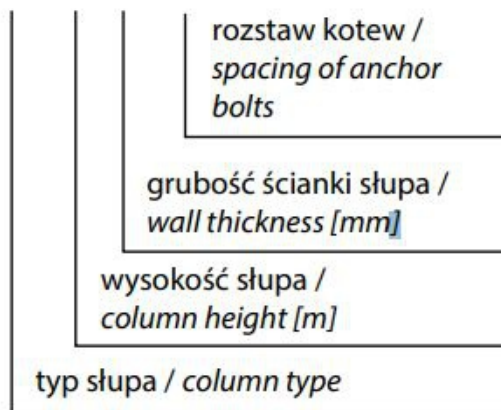 rozstaw kotew /
spacing of anchor
bolts
grubość ścianki słupa /
wall thickness [mm]
wysokość słupa /
column height [m]
typ słupa / column type